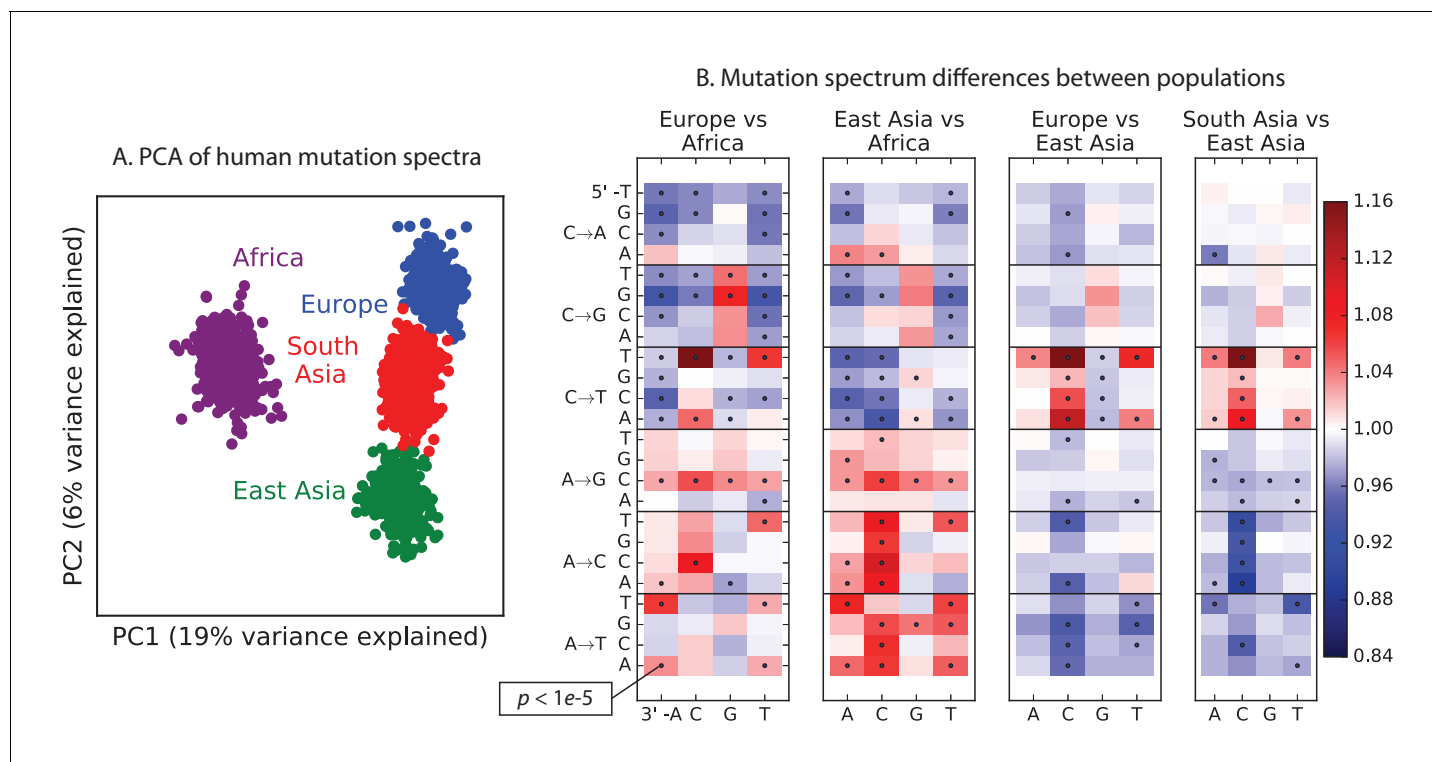 B. Mutation spectrum differences between populations
A. PCA of human mutation spectra
Africa
Europe
South
Asia
East Asia
PC2 (6% variance explained)
PC1 (19% variance explained)
Europe vs
Africa
East Asia vs
Africa
Europe vs
East Asia
South Asia vs
East Asia
5' -T
G
C→A C
A
T
G
C→G C
A
T
G
C→T C
A
T
G
A→G C
A
T
G
A→C C
A
T
G
A→T C
A
p < 1e-5
3' -A C G T
A C G T
A C G T
A C G T
1.16
1.12
1.08
1.04
1.00
0.96
0.92
0.88
0.84